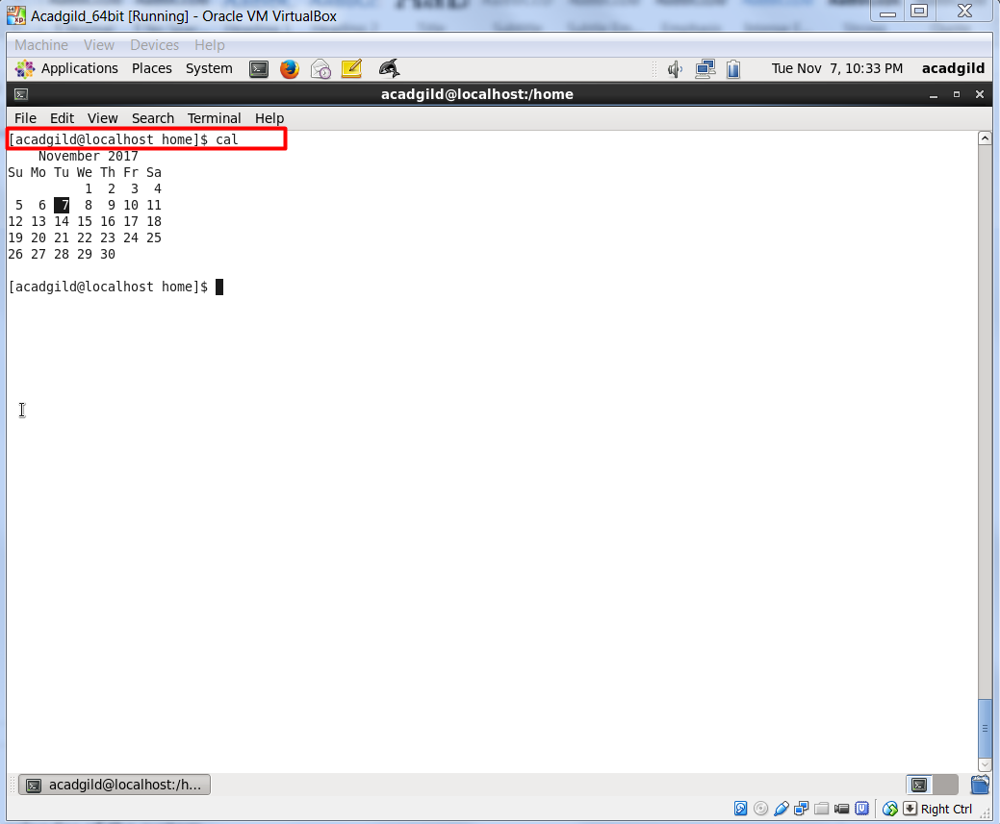 Acadgild_64bit [Running] - Oracle VM VirtualBox
Machine View Devices Help
Applications Places System Tue Nov 7, 10:33 PM acadgild
acadgild@localhost:/home
File Edit View Search Terminal Help
[acadgild@localhost home]$ cal
    November 2017
Su Mo Tu We Th Fr Sa
          1  2  3  4
 5  6  7  8  9 10 11
12 13 14 15 16 17 18
19 20 21 22 23 24 25
26 27 28 29 30
[acadgild@localhost home]$
acadgild@localhost:/h...
Right Ctrl